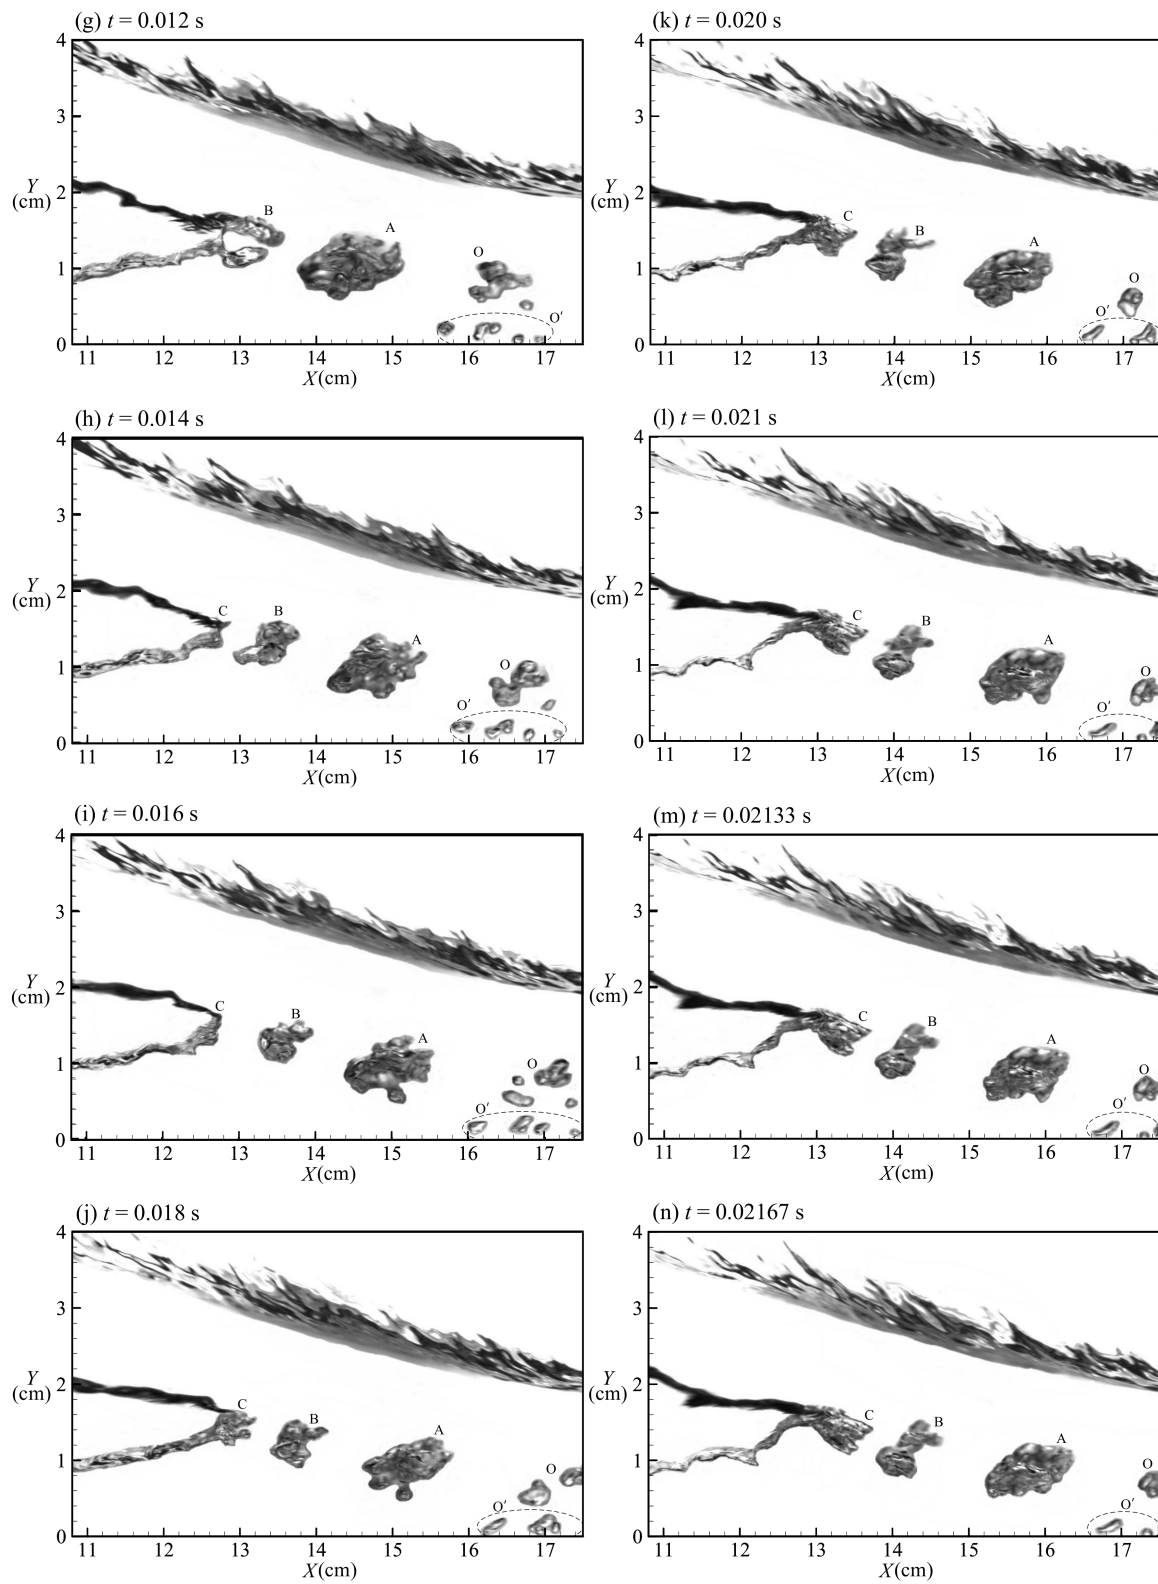 (g) t = 0.012 s
4
3
Y
2
(cm)
B
A
O
1
O′
0
11 12 13 14 15 16 17
X(cm)
(h) t = 0.014 s
4
3
Y
2
(cm)
C
B
A
O
1
O′
0
11 12 13 14 15 16 17
X(cm)
(i) t = 0.016 s
4
3
Y
2
(cm)
C
B
A
O
1
O′
0
11 12 13 14 15 16 17
X(cm)
(j) t = 0.018 s
4
3
Y
2
(cm)
C
B
A
O
1
O′
0
11 12 13 14 15 16 17
X(cm)
(k) t = 0.020 s
4
3
Y
2
(cm)
C
B
A
O
1
O′
0
11 12 13 14 15 16 17
X(cm)
(l) t = 0.021 s
4
3
Y
2
(cm)
C
B
A
O
1
O′
0
11 12 13 14 15 16 17
X(cm)
(m) t = 0.02133 s
4
3
Y
2
(cm)
C
B
A
O
1
O′
0
11 12 13 14 15 16 17
X(cm)
(n) t = 0.02167 s
4
3
Y
2
(cm)
C
B
A
O
1
O′
0
11 12 13 14 15 16 17
X(cm)